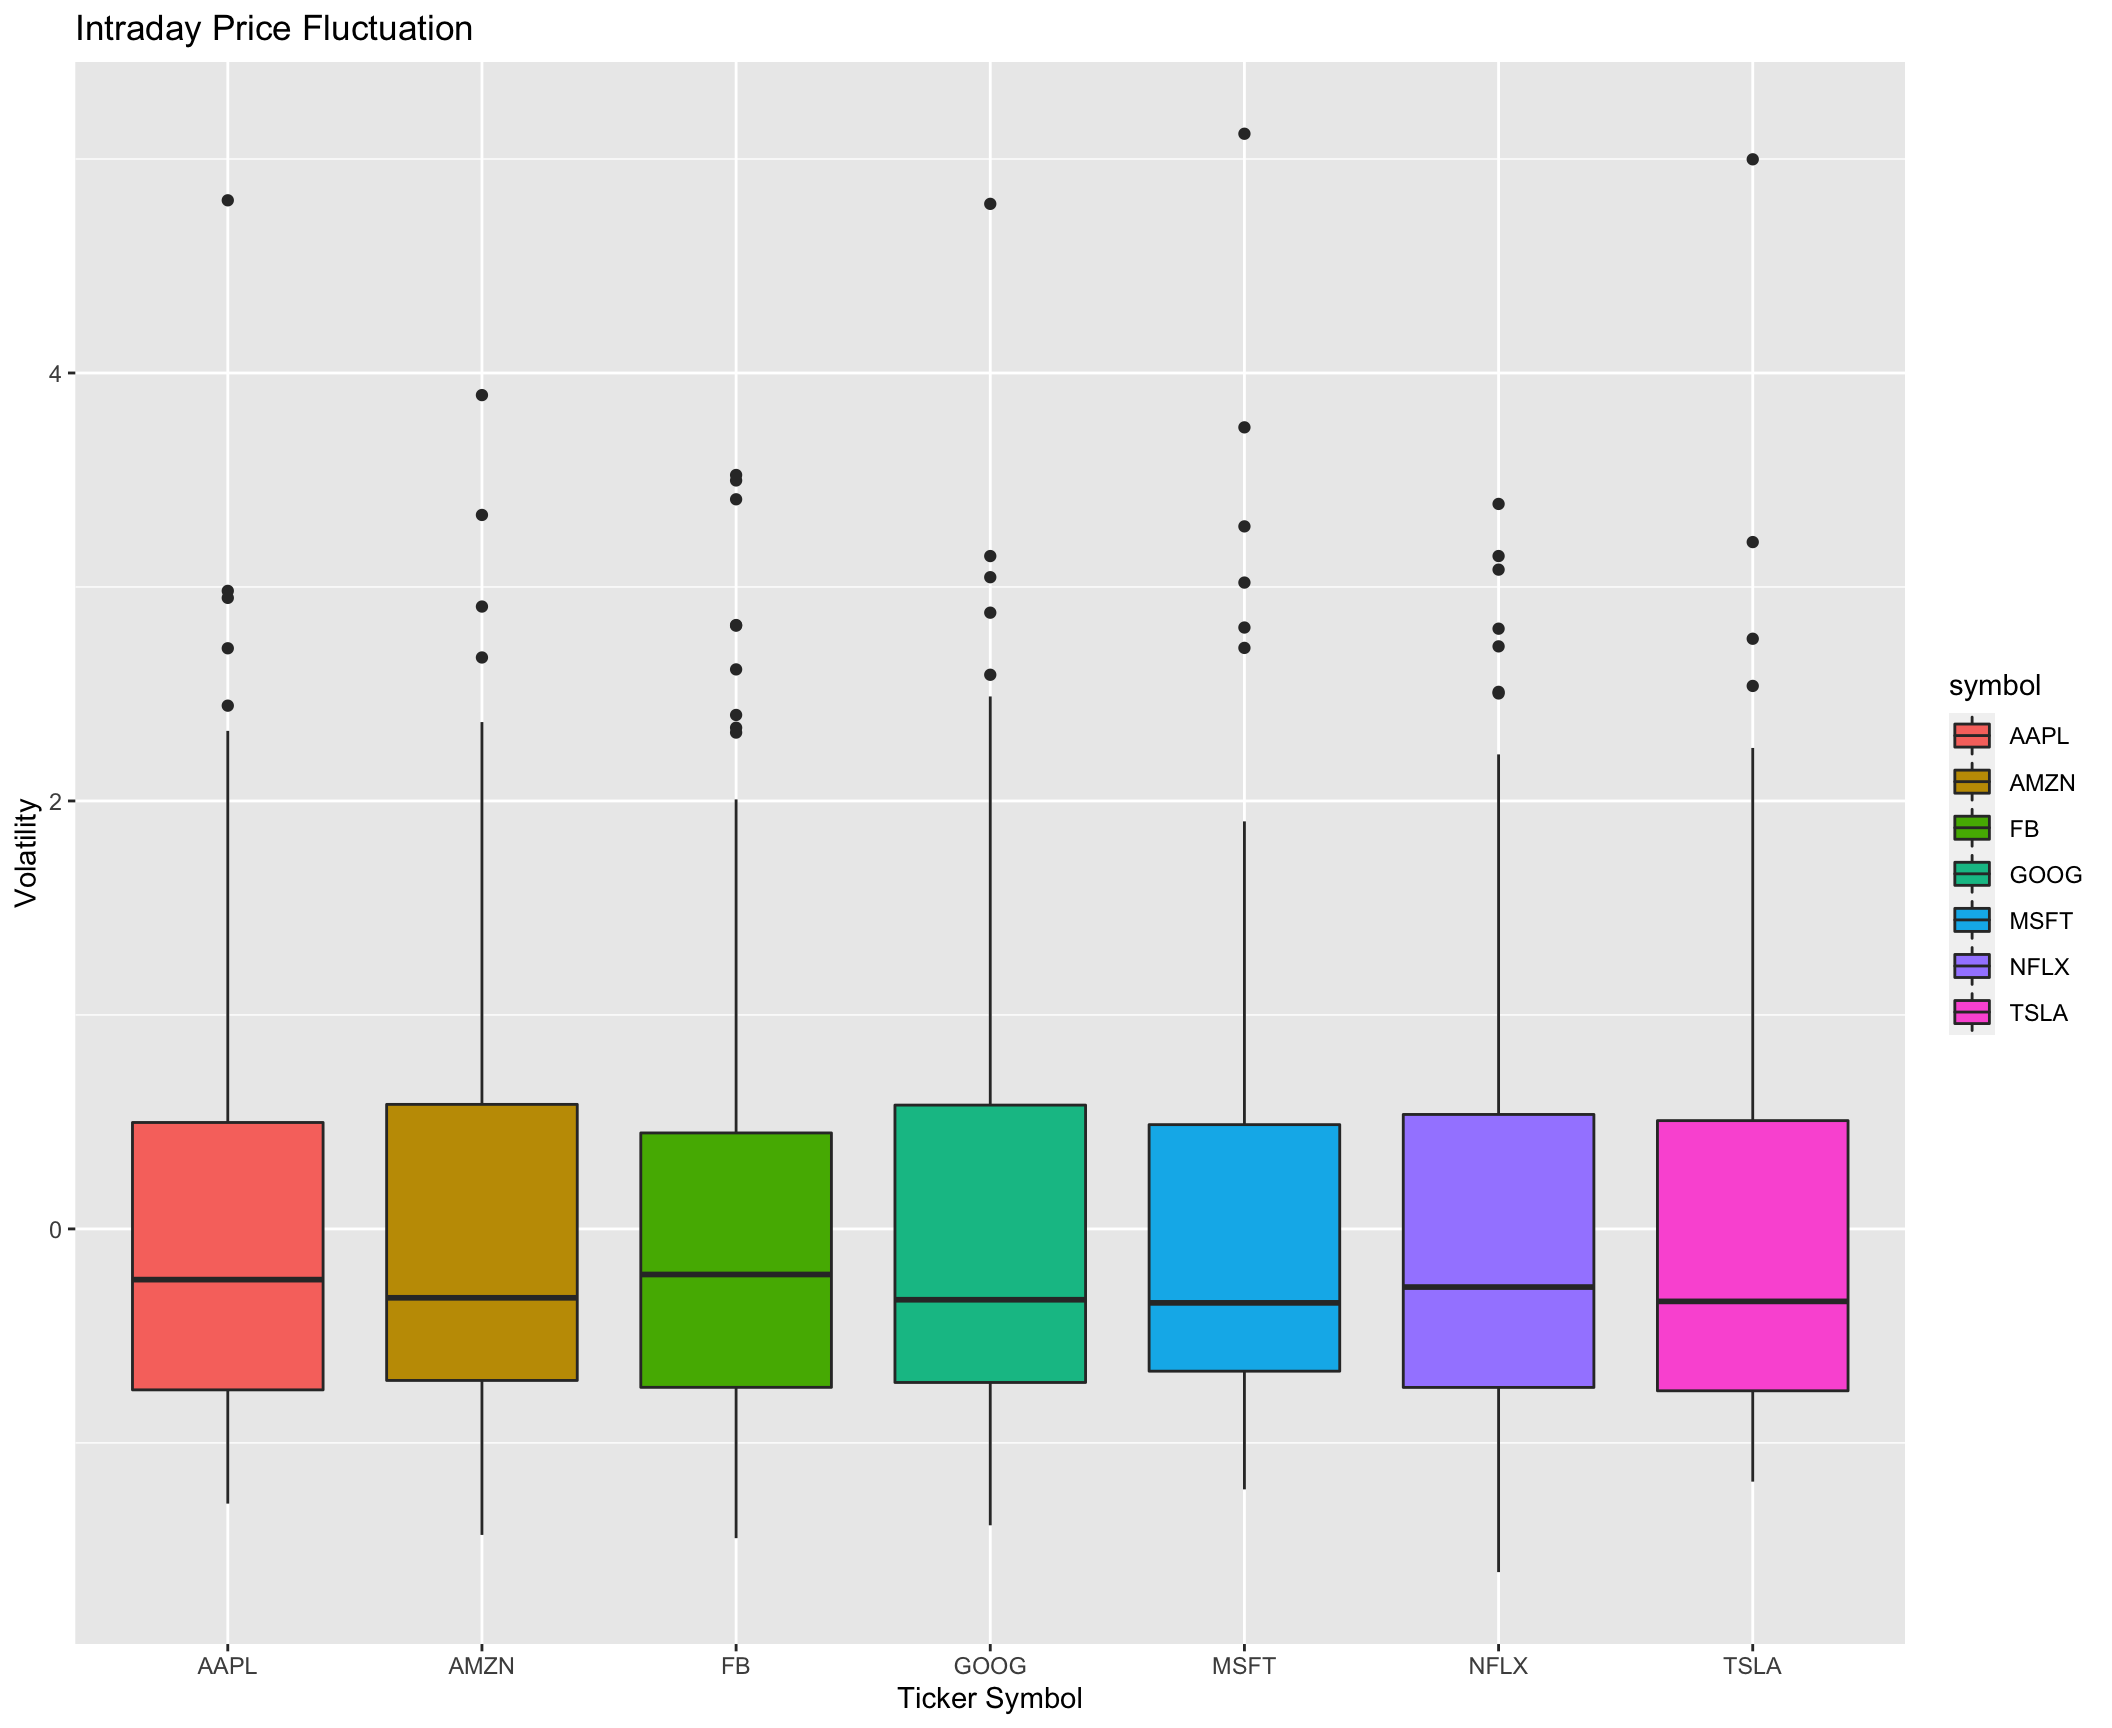 Intraday Price Fluctuation
Volatility
4
2
0
AAPL
AMZN
FB
GOOG
MSFT
NFLX
TSLA
Ticker Symbol
symbol
AAPL
AMZN
FB
GOOG
MSFT
NFLX
TSLA